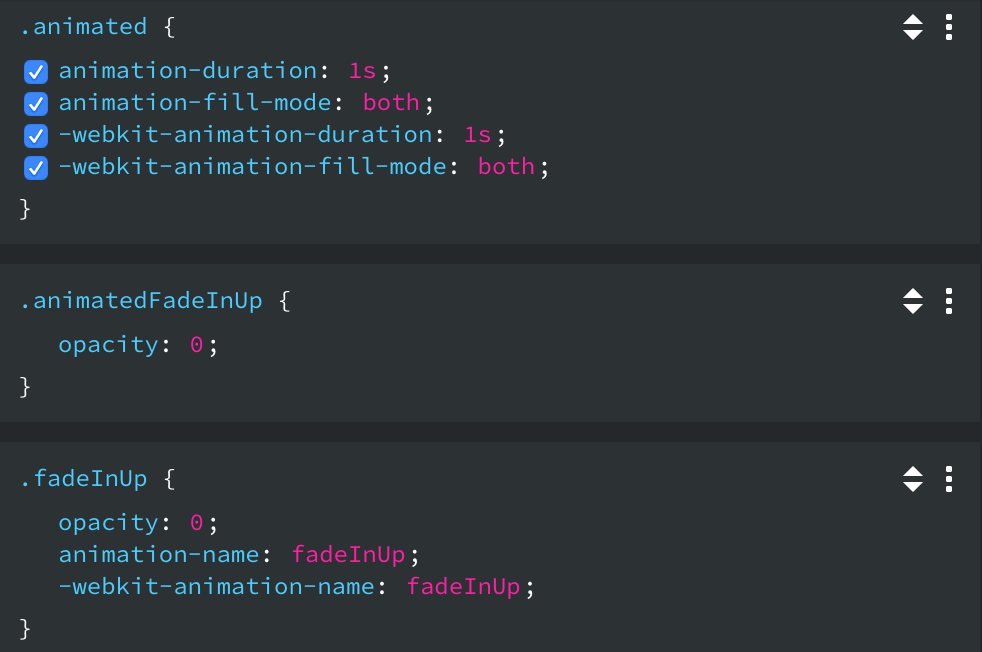 .animated {
animation-duration: 1s;
animation-fill-mode: both;
-webkit-animation-duration: 1s;
-webkit-animation-fill-mode: both;
}
.animatedFadeInUp {
opacity: 0;
}
.fadeInUp {
opacity: 0;
animation-name: fadeInUp;
-webkit-animation-name: fadeInUp;
}